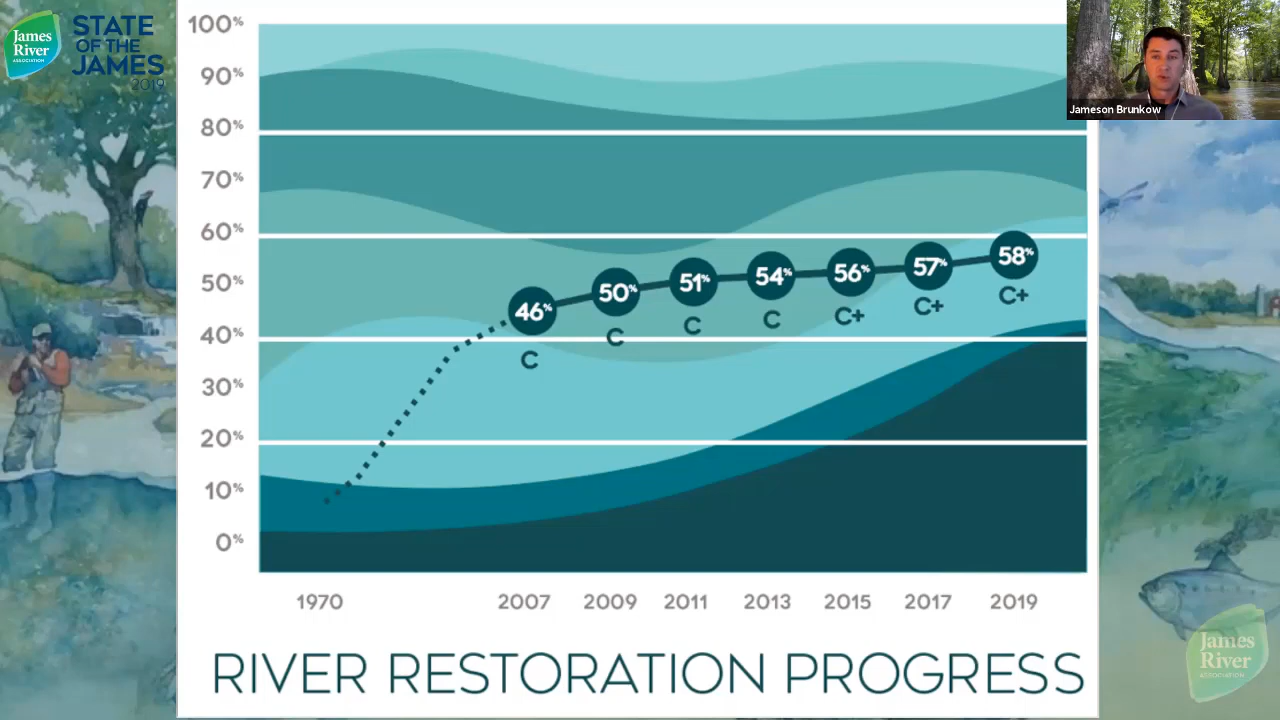 James
River
ASSOCIATION
STATE
OF THE
JAMES
2019
Jameson Brunkow
100%
90%
80%
70%
60%
50%
40%
30%
20%
10%
0%
46%
50%
51%
54%
56%
57%
58%
C
C
C
C
C+
C+
C+
1970
2007
2009
2011
2013
2015
2017
2019
RIVER RESTORATION PROGRESS
James
River
ASSOCIATION